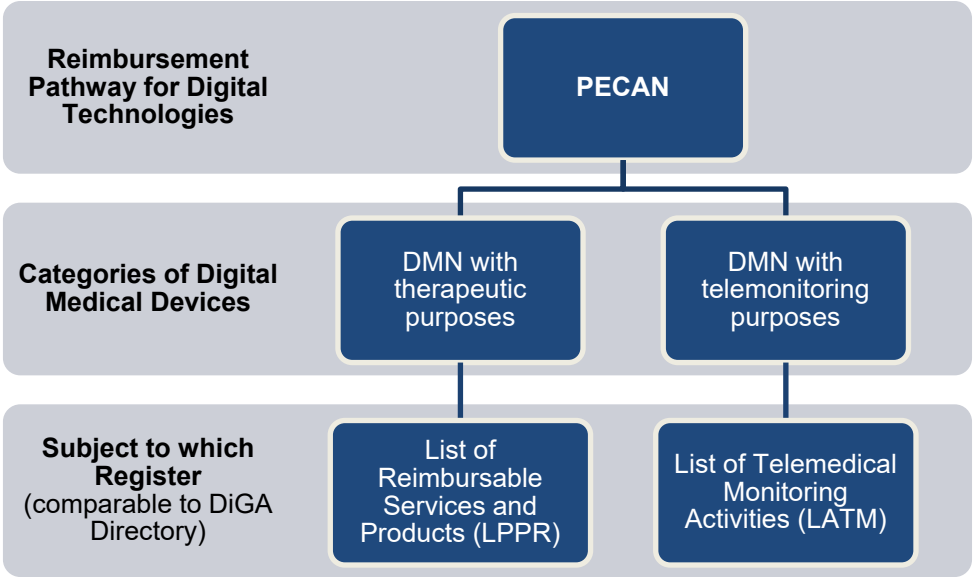 Reimbursement
Pathway for Digital
Technologies
PECAN
Categories of Digital
Medical Devices
DMN with
therapeutic
purposes
DMN with
telemonitoring
purposes
Subject to which
Register
(comparable to DiGA
Directory)
List of
Reimbursable
Services and
Products (LPPR)
List of Telemedical
Monitoring
Activities (LATM)